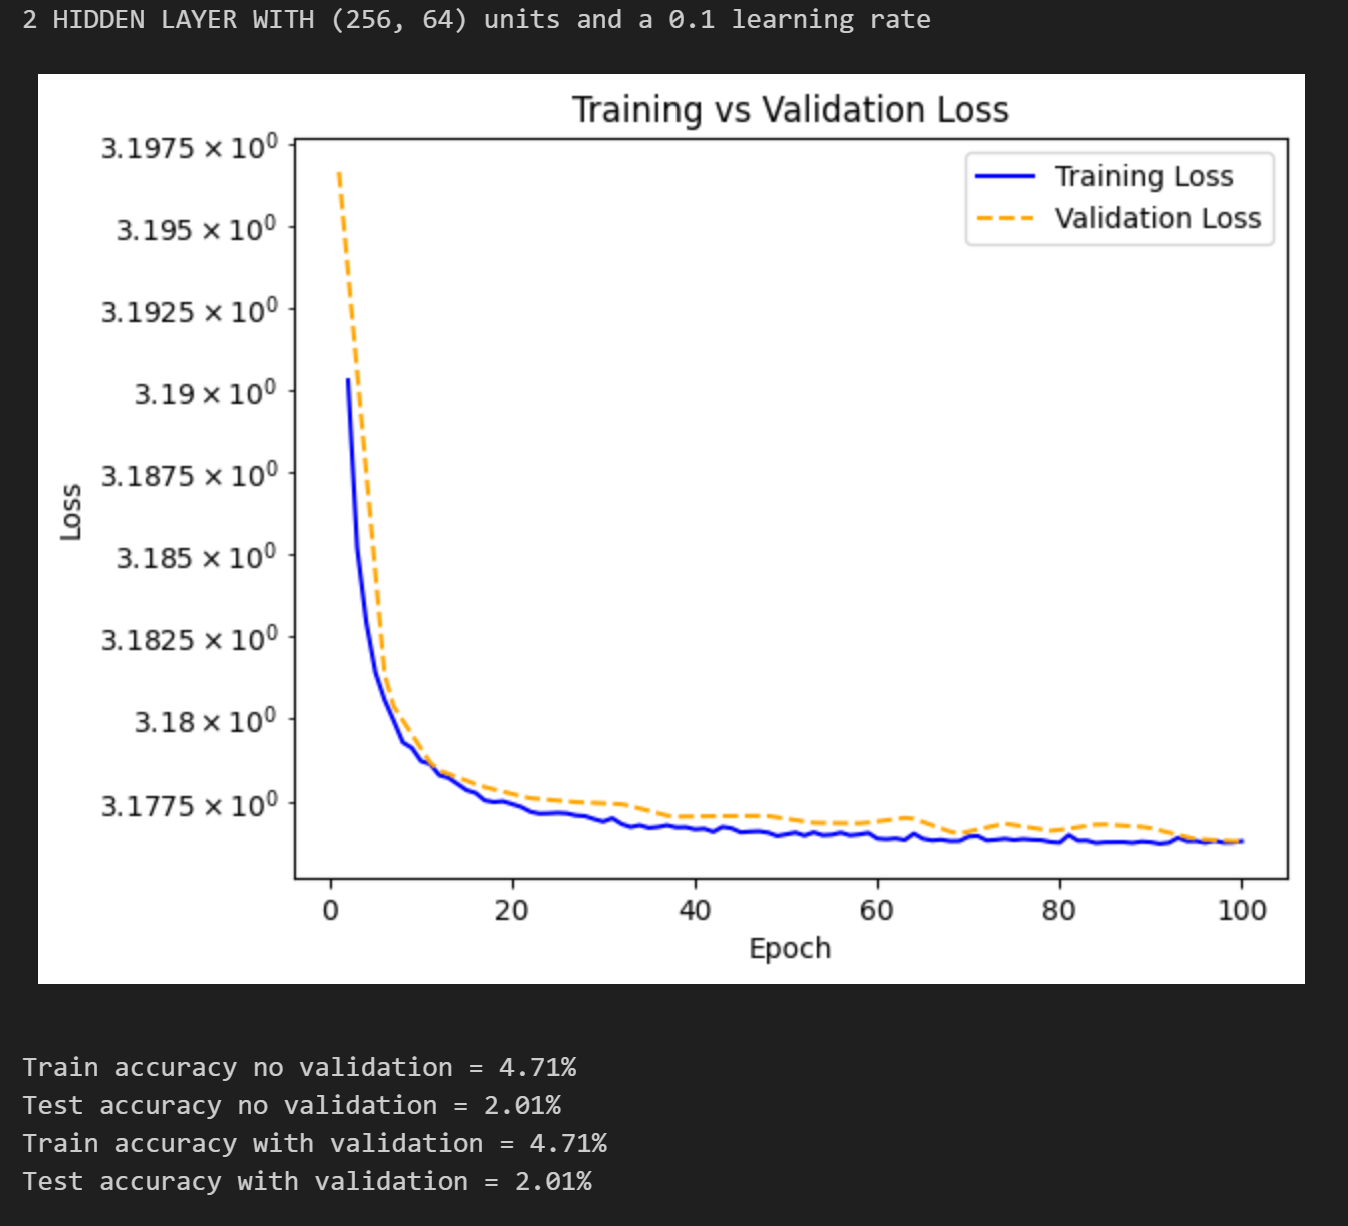 2 HIDDEN LAYER WITH (256, 64) units and a 0.1 learning rate
Training vs Validation Loss
3.1975 × 10⁰
3.195 × 10⁰
3.1925 × 10⁰
3.19 × 10⁰
3.1875 × 10⁰
3.185 × 10⁰
3.1825 × 10⁰
3.18 × 10⁰
3.1775 × 10⁰
Loss
Training Loss
Validation Loss
0 20 40 60 80 100
Epoch
Train accuracy no validation = 4.71%
Test accuracy no validation = 2.01%
Train accuracy with validation = 4.71%
Test accuracy with validation = 2.01%